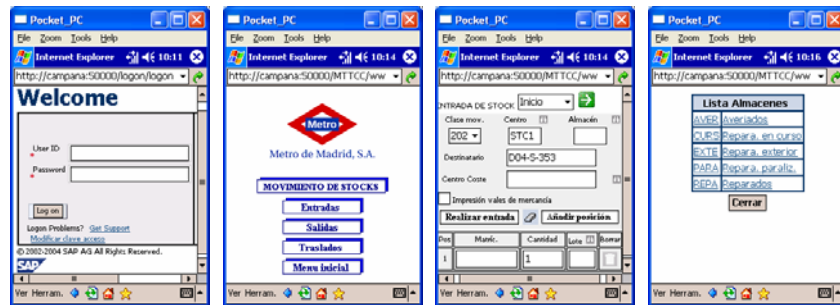 Pocket_PC
File Zoom Tools Help
Internet Explorer 10:11
http://campana:50000/logon/logon
Welcome
User ID
*
Password
*
Log on
Logon Problems? Get Support
Modificar clave acceso
© 2002-2004 SAP AG All Rights Reserved.
SAP
Ver Herram.
Pocket_PC
File Zoom Tools Help
Internet Explorer 10:14
http://campana:50000/MTTCC/ww
Metro
Metro de Madrid, S.A.
MOVIMIENTO DE STOCKS
Entradas
Salidas
Traslados
Menu inicial
Ver Herram.
Pocket_PC
File Zoom Tools Help
Internet Explorer 10:14
http://campana:50000/MTTCC/ww
ENTRADA DE STOCK Inicio
Clase mov. Centro Almacén
202 STC1
Destinatario D04-S-353
Centro Coste
Impresión vales de mercancía
Realizar entrada Añadir posición
Pos Matríc. Cantidad Lote Borrar
1 1
Ver Herram.
Pocket_PC
File Zoom Tools Help
Internet Explorer 10:16
http://campana:50000/MTTCC/ww
Lista Almacenes
AVER Averiados
CURS Repara. en curso
EXTE Repara. exterior
PARA Repara. paraliz.
REPA Reparados
Cerrar
Ver Herram.